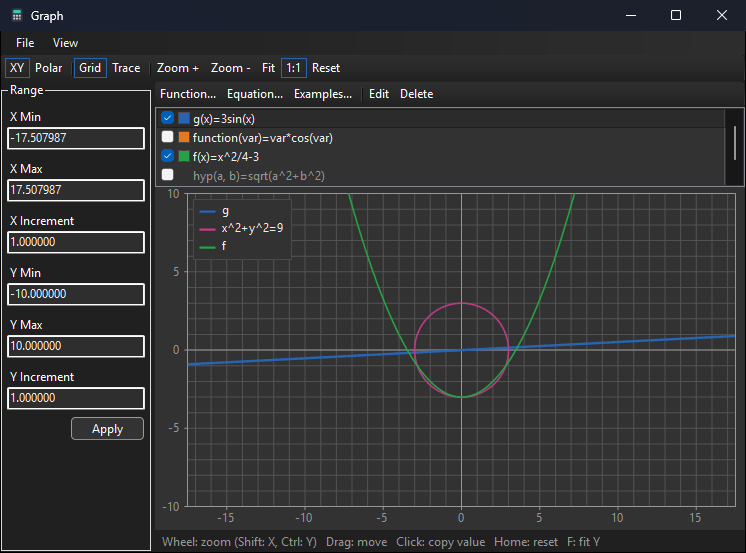 Graph
File View
XY Polar Grid Trace Zoom + Zoom - Fit 1:1 Reset
Range
X Min
-17.507987
X Max
17.507987
X Increment
1.000000
Y Min
-10.000000
Y Max
10.000000
Y Increment
1.000000
Apply
Function... Equation... Examples... Edit Delete
g(x)=3sin(x)
function(var)=var*cos(var)
f(x)=x^2/4-3
hyp(a, b)=sqrt(a^2+b^2)
g
x^2+y^2=9
f
10
5
0
-5
-10
-15 -10 -5 0 5 10 15
Wheel: zoom (Shift: X, Ctrl: Y) Drag: move Click: copy value Home: reset F: fit Y